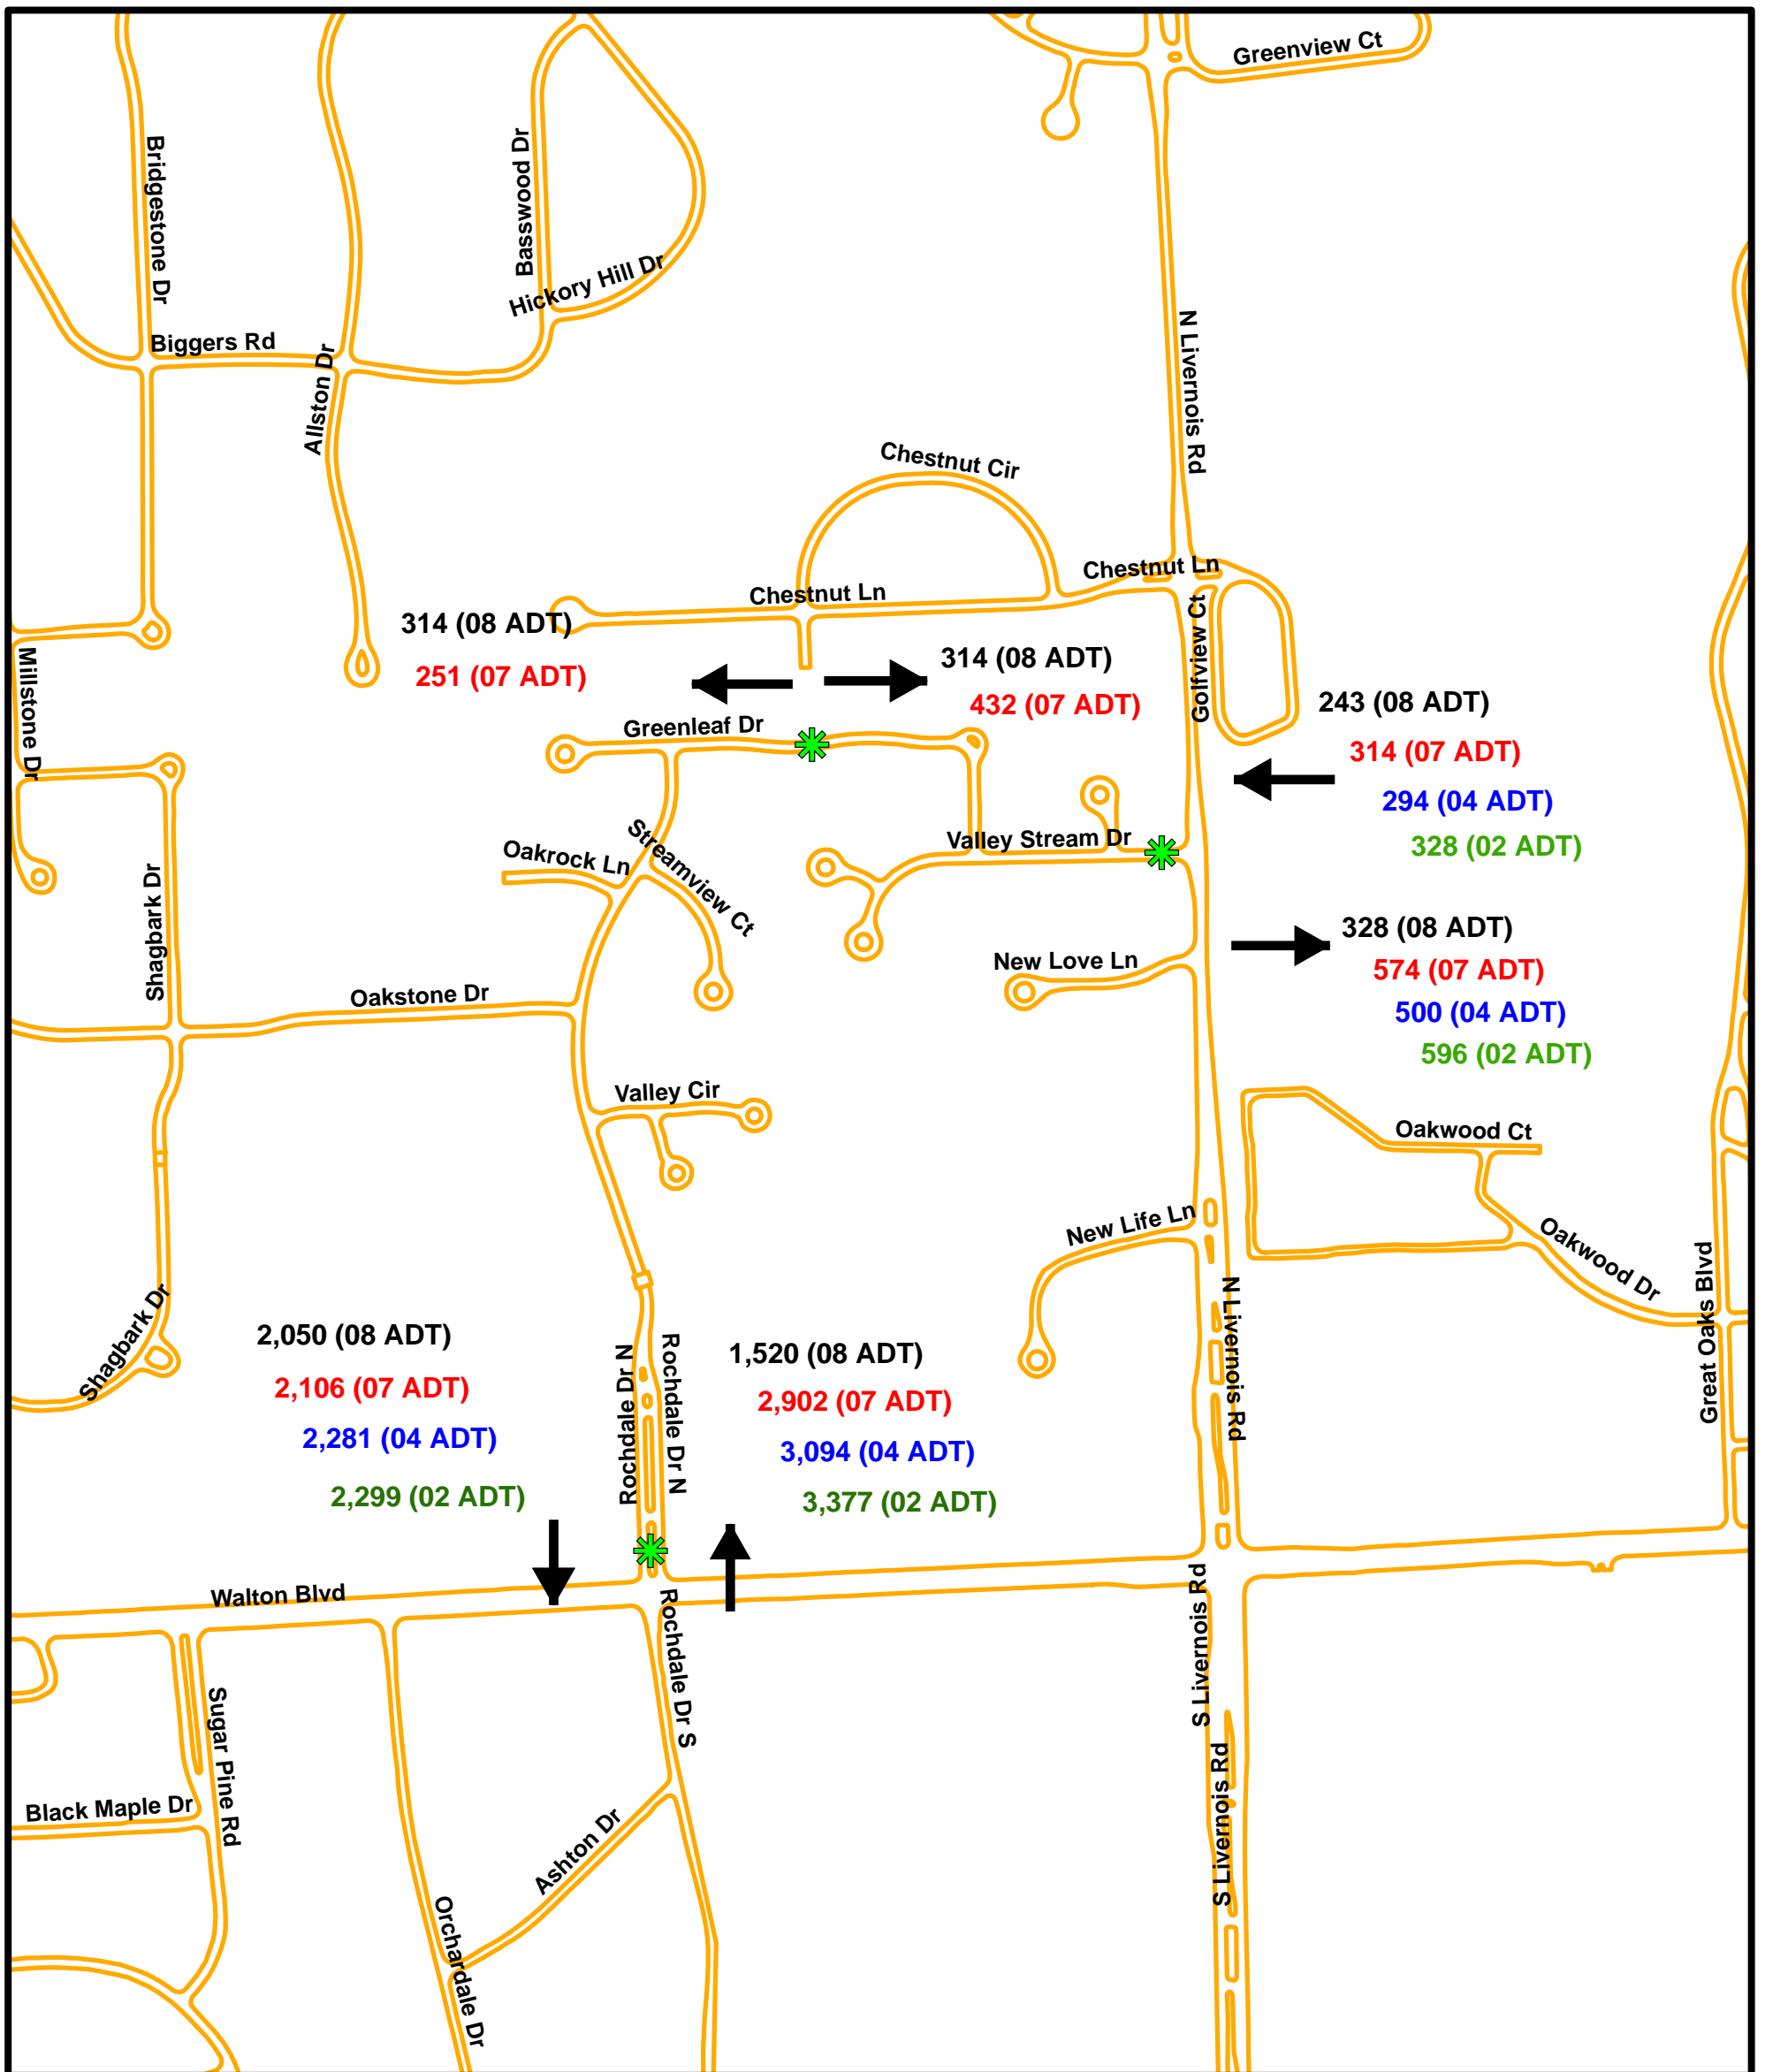 Greenview Ct
Bridgestone Dr
Basswood Dr
Hickory Hill Dr
Biggers Rd
Allston Dr
N Livernois Rd
Chestnut Cir
Chestnut Ln
Chestnut Ln
Golfview Ct
314 (08 ADT)
251 (07 ADT)
314 (08 ADT)
432 (07 ADT)
Millstone Dr
Greenleaf Dr
243 (08 ADT)
314 (07 ADT)
294 (04 ADT)
328 (02 ADT)
Valley Stream Dr
Streamview Ct
Oakrock Ln
Shagbark Dr
328 (08 ADT)
574 (07 ADT)
500 (04 ADT)
596 (02 ADT)
New Love Ln
Oakstone Dr
Valley Cir
Oakwood Ct
New Life Ln
Oakwood Dr
Great Oaks Blvd
N Livernois Rd
Shagbark Dr
2,050 (08 ADT)
2,106 (07 ADT)
2,281 (04 ADT)
2,299 (02 ADT)
Rochdale Dr N
Rochdale Dr N
1,520 (08 ADT)
2,902 (07 ADT)
3,094 (04 ADT)
3,377 (02 ADT)
Walton Blvd
Rochdale Dr S
S Livernois Rd
S Livernois Rd
Sugar Pine Rd
Black Maple Dr
Ashton Dr
Orchardale Dr